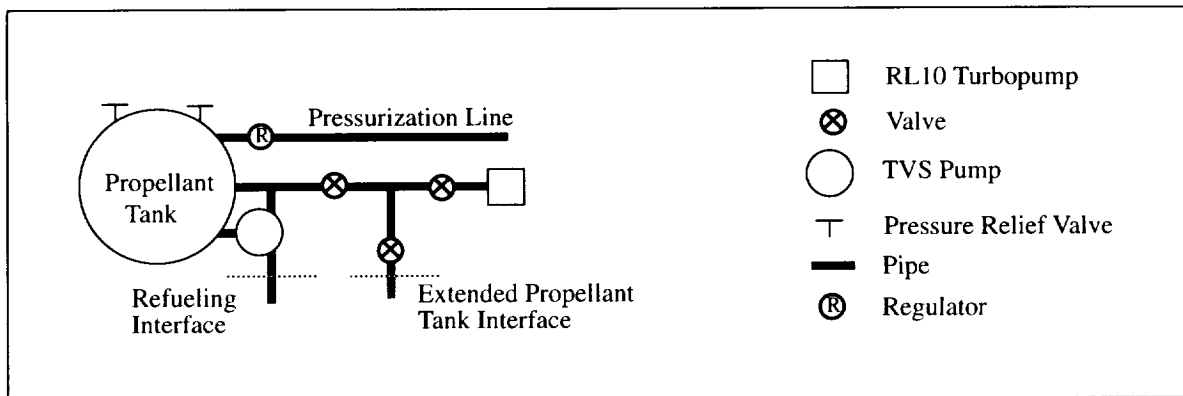 Pressurization Line
R
Propellant
Tank
Refueling
Interface
Extended Propellant
Tank Interface
RL10 Turbopump
Valve
TVS Pump
Pressure Relief Valve
Pipe
R
Regulator